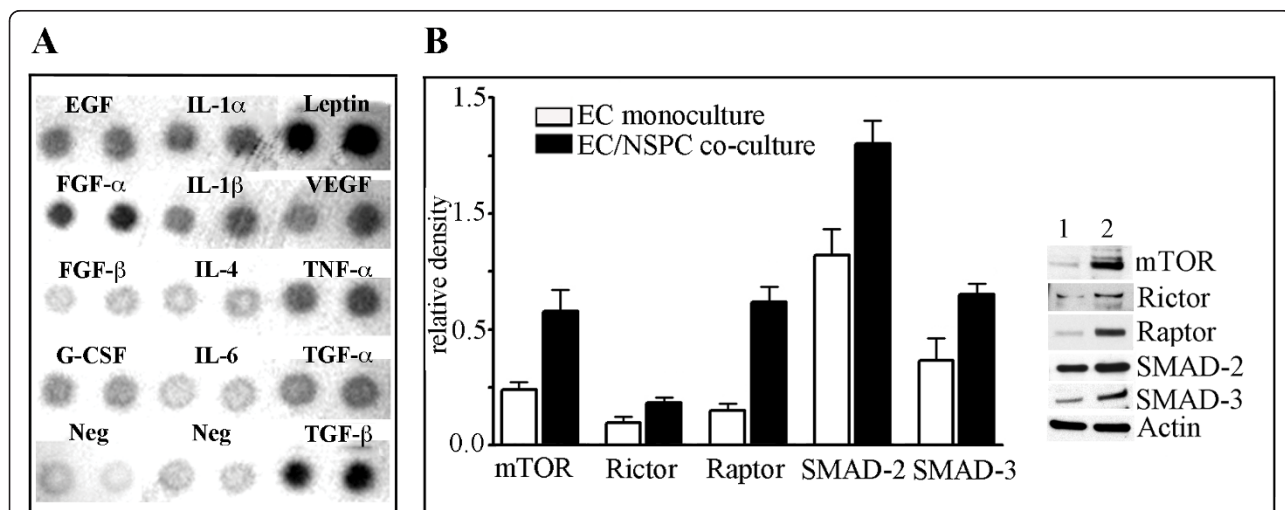 A
EGF IL-1α Leptin
FGF-α IL-1β VEGF
FGF-β IL-4 TNF-α
G-CSF IL-6 TGF-α
Neg Neg TGF-β
B
1.5
1.5
0.5
0.0
relative density
EC monoculture
EC/NSPC co-culture
mTOR Rictor Raptor SMAD-2 SMAD-3
1 2
mTOR
Rictor
Raptor
SMAD-2
SMAD-3
Actin